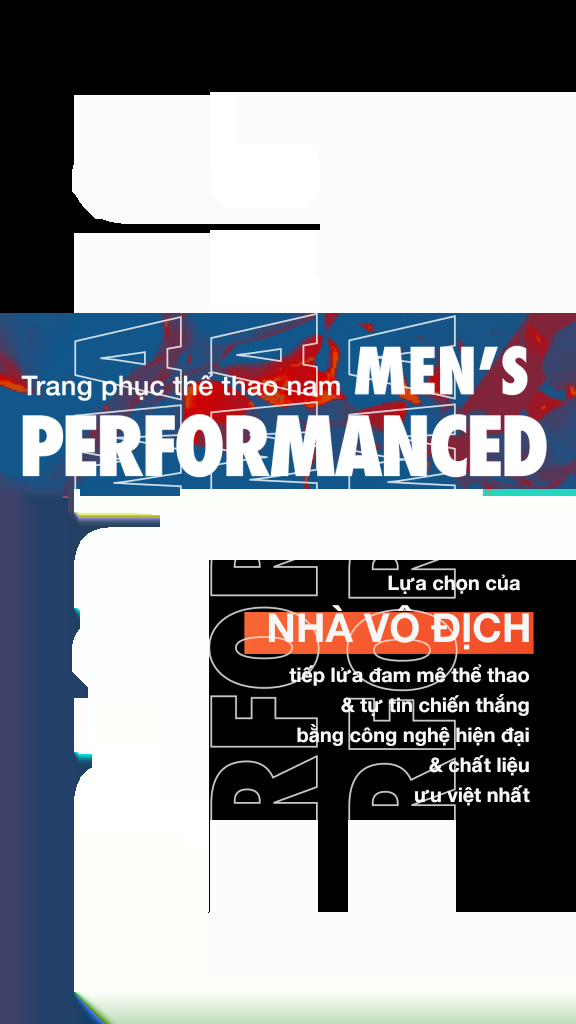 Trang phục thể thao nam MEN'S
PERFORMANCED
Lựa chọn của
NHÀ VÔ ĐỊCH
tiếp lửa đam mê thể thao
& tự tin chiến thắng
bằng công nghệ hiện đại
& chất liệu
ưu việt nhất